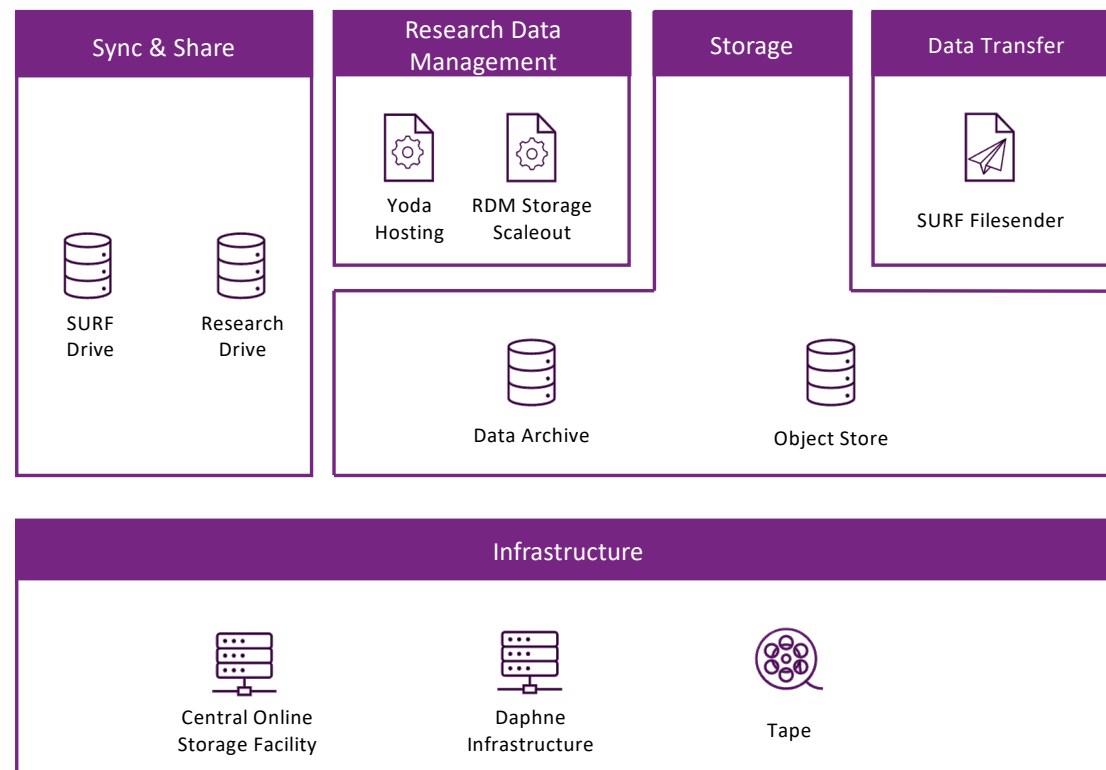 Sync & Share
Research Data
Management
Storage
Data Transfer
Yoda
Hosting
RDM Storage
Scaleout
SURF Filesender
SURF
Drive
Research
Drive
Data Archive
Object Store
Infrastructure
Central Online
Storage Facility
Daphne
Infrastructure
Tape